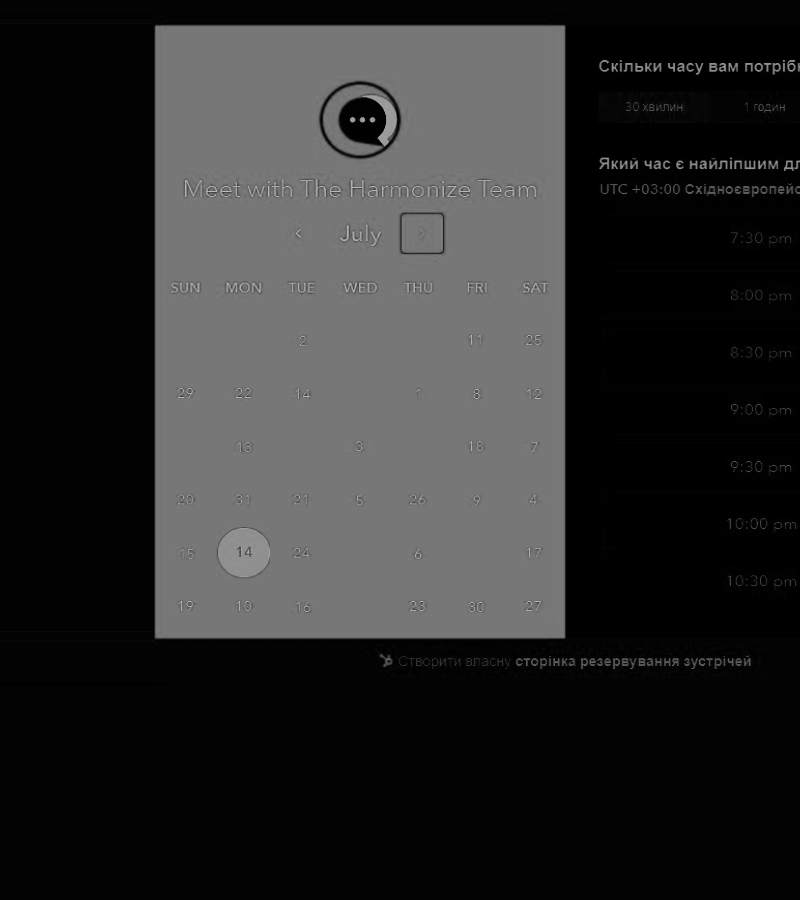 Скільки часу вам потріб
30 хвилин 1 годин
Meet with The Harmonize Team
Який час є найліпшим дл
UTC +03:00 Східноєвропейс
‹ July ›
7:30 pm
SUN MON TUE WED THU FRI SAT
8:00 pm
2 11 25
8:30 pm
29 22 14 1 8 12
9:00 pm
13 3 18 7
9:30 pm
20 31 21 5 26 9 4
10:00 pm
15 14 24 6 17
10:30 pm
19 10 16 23 30 27
Створити власну сторінка резервування зустрічей